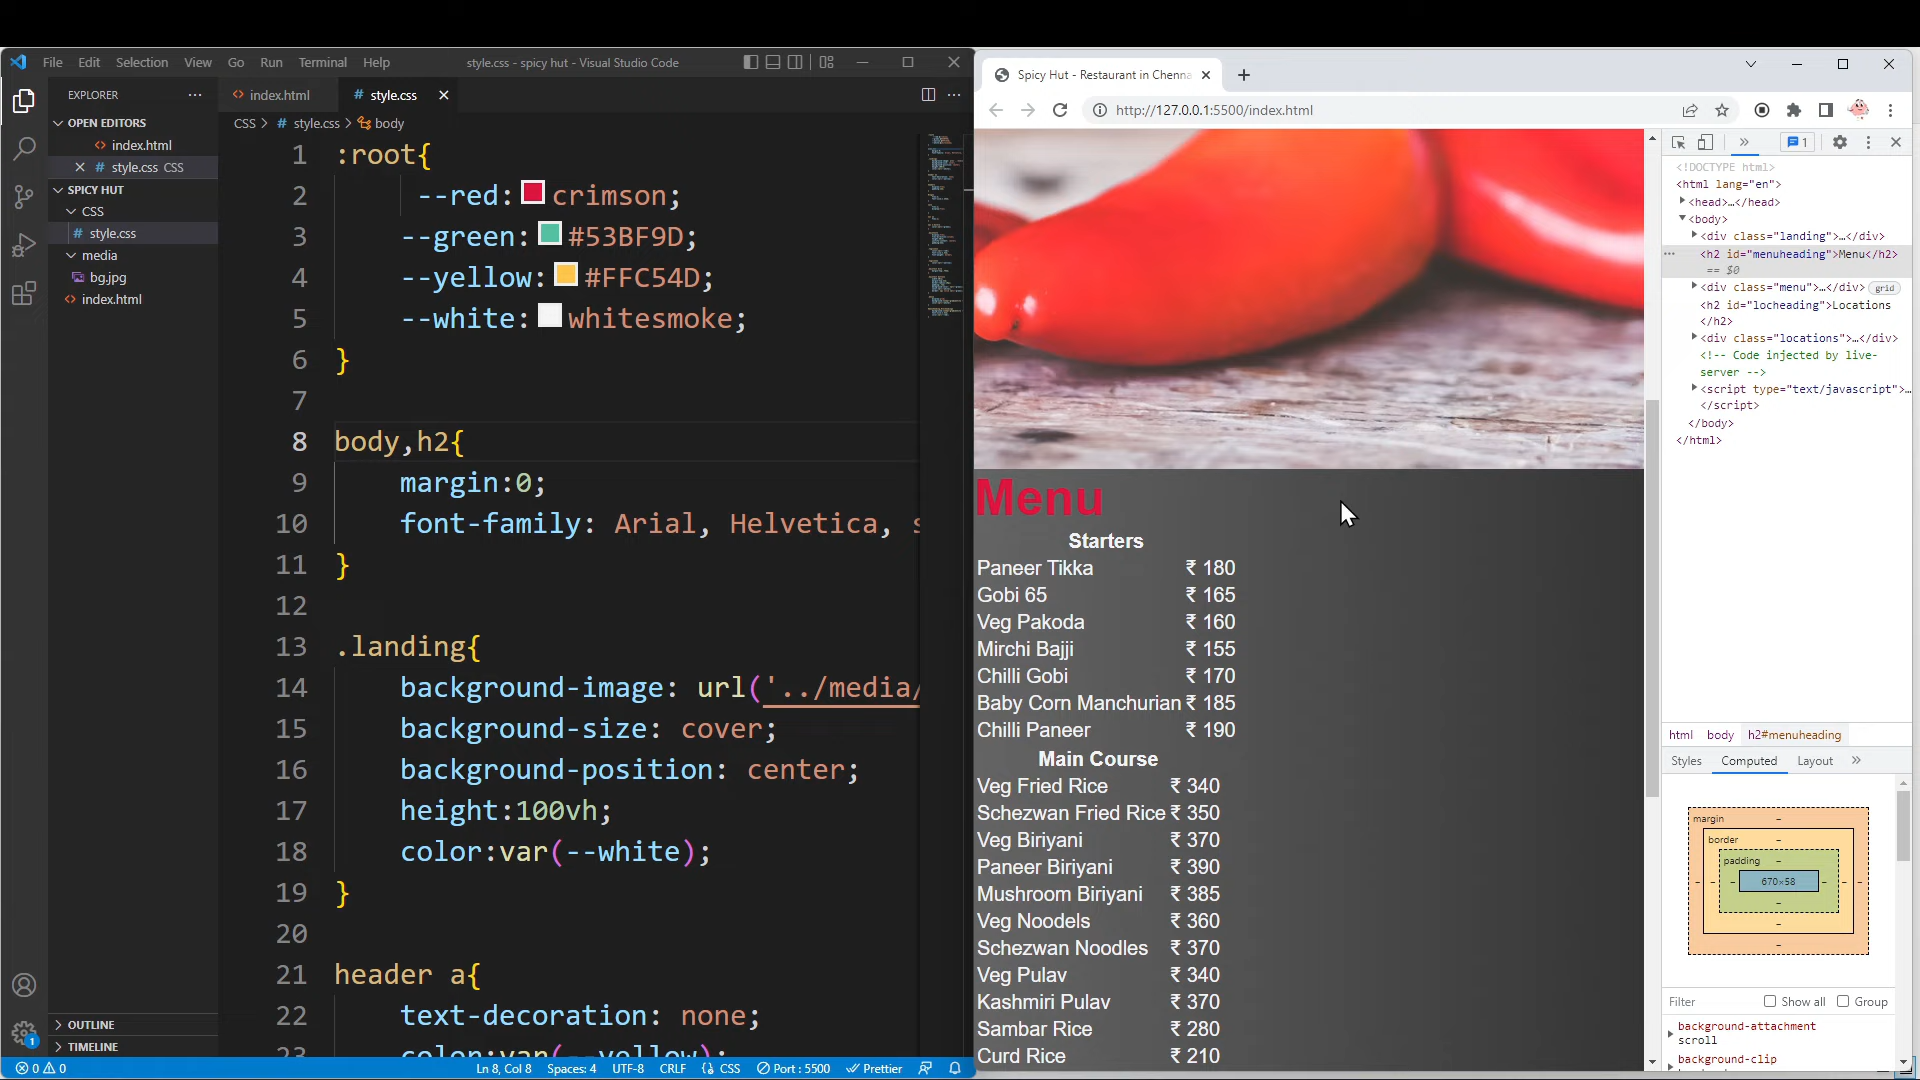 File Edit Selection View Go Run Terminal Help
style.css - spicy hut - Visual Studio Code
EXPLORER
OPEN EDITORS
index.html
style.css CSS
SPICY HUT
CSS
style.css
media
bg.jpg
index.html
OUTLINE
TIMELINE
index.html
# style.css
CSS > # style.css > body
1 :root{
2 --red: crimson;
3 --green: #53BF9D;
4 --yellow: #FFC54D;
5 --white: whitesmoke;
6 }
7
8 body,h2{
9 margin:0;
10 font-family: Arial, Helvetica, s
11 }
12
13 .landing{
14 background-image: url('../media/
15 background-size: cover;
16 background-position: center;
17 height:100vh;
18 color:var(--white);
19 }
20
21 header a{
22 text-decoration: none;
23 color:var(--yellow);
0 0
Ln 8, Col 8 Spaces: 4 UTF-8 CRLF {} CSS Port : 5500 Prettier
1
Spicy Hut - Restaurant in Chenna
http://127.0.0.1:5500/index.html
Menu
Starters
Paneer Tikka ₹ 180
Gobi 65 ₹ 165
Veg Pakoda ₹ 160
Mirchi Bajji ₹ 155
Chilli Gobi ₹ 170
Baby Corn Manchurian ₹ 185
Chilli Paneer ₹ 190
Main Course
Veg Fried Rice ₹ 340
Schezwan Fried Rice ₹ 350
Veg Biriyani ₹ 370
Paneer Biriyani ₹ 390
Mushroom Biriyani ₹ 385
Veg Noodels ₹ 360
Schezwan Noodles ₹ 370
Veg Pulav ₹ 340
Kashmiri Pulav ₹ 370
Sambar Rice ₹ 280
Curd Rice ₹ 210
1
<!DOCTYPE html>
<html lang="en">
<head>…</head>
<body>
<div class="landing">…</div>
<h2 id="menuheading">Menu</h2>
== $0
<div class="menu">…</div> grid
<h2 id="locheading">Locations
</h2>
<div class="locations">…</div>
<!-- Code injected by live-
server -->
<script type="text/javascript">…
</script>
</body>
</html>
html body h2#menuheading
Styles Computed Layout
margin –
border –
padding –
– – – 670×58 – – –
–
–
–
Filter Show all Group
background-attachment
scroll
background-clip